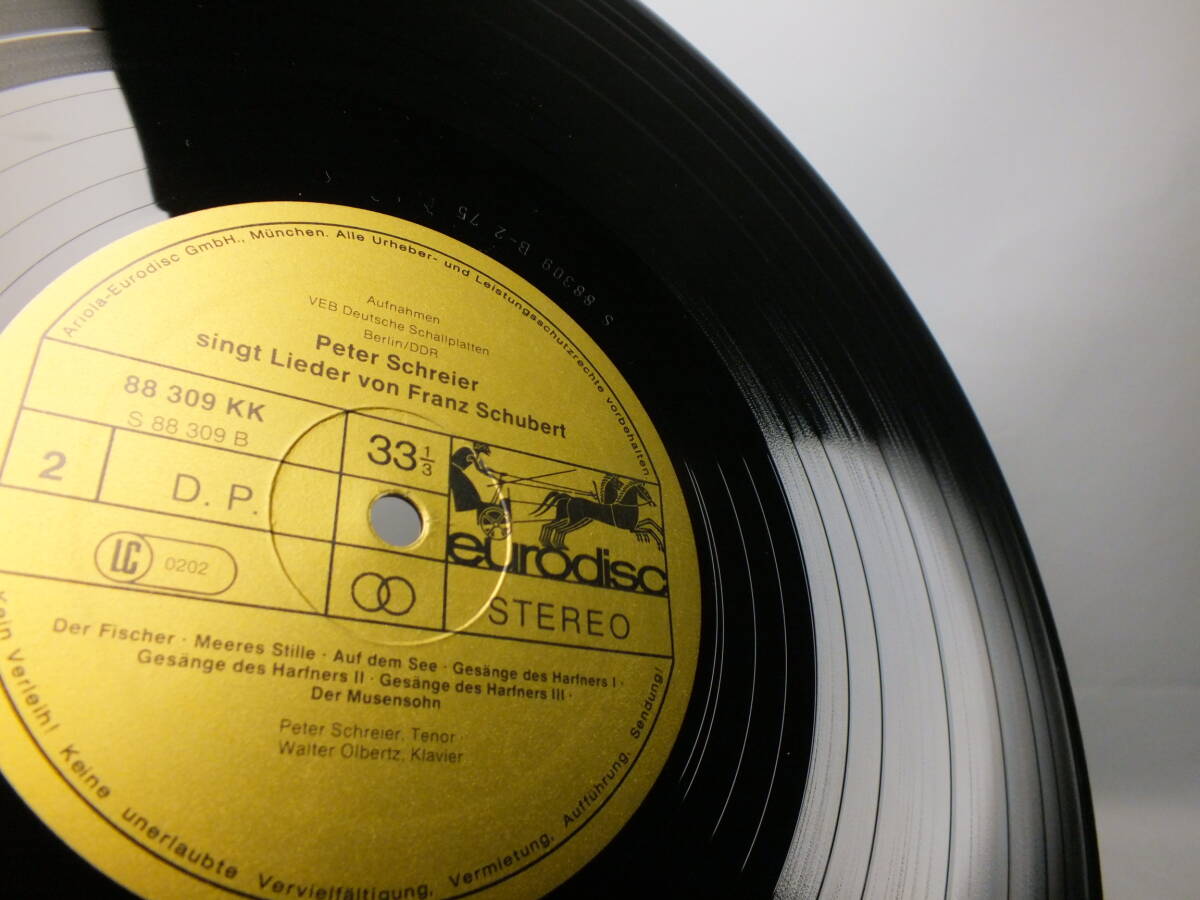 Ariola-Eurodisc GmbH., München. Alle Urheber- und Leistungsschutzrechte vorbehalten
Aufnahmen
VEB Deutsche Schallplatten
Berlin/DDR
Peter Schreier
singt Lieder von Franz Schubert
88 309 KK
S 88 309 B
33 1/3
2
D. P.
eurodisc
LC 0202
STEREO
Der Fischer · Meeres Stille · Auf dem See · Gesänge des Harfners I ·
Gesänge des Harfners II · Gesänge des Harfners III ·
Der Musensohn
Peter Schreier, Tenor ·
Walter Olbertz, Klavier
Kein Verleih! Keine unerlaubte Vervielfältigung, Vermietung, Aufführung, Sendung!
S 88309 B-2 75